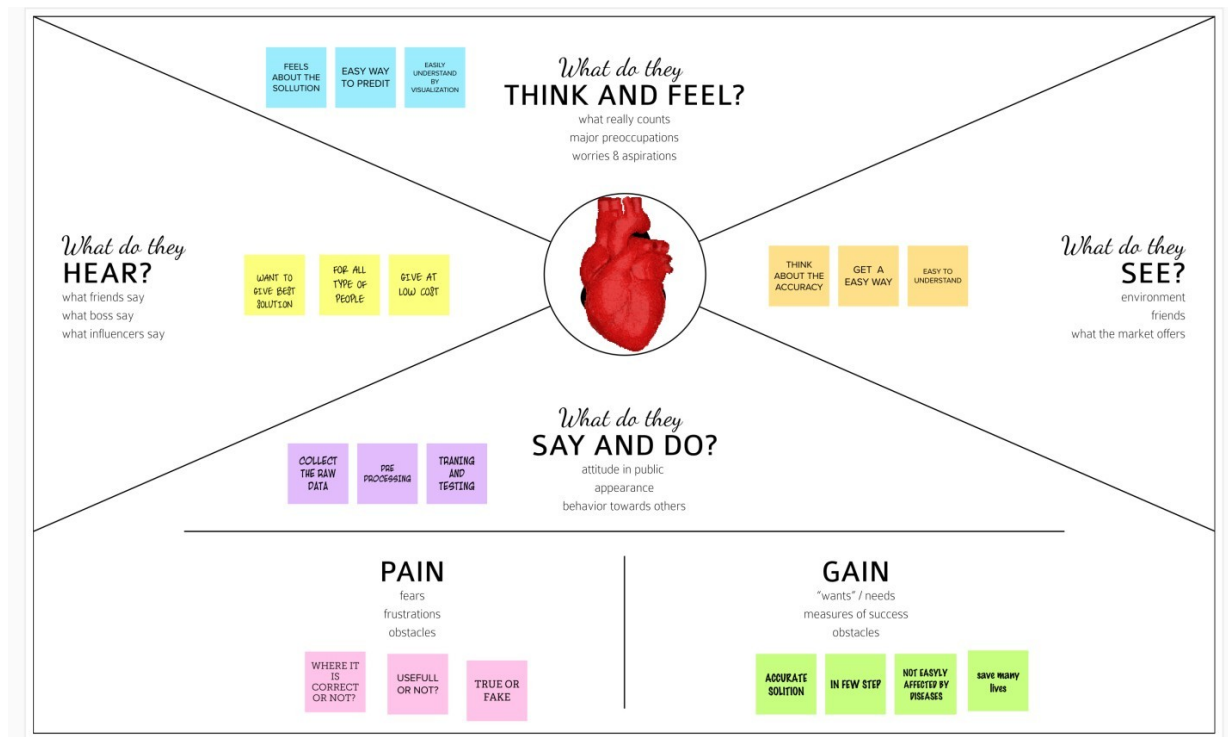 FEELS
ABOUT THE
SOLLUTION
EASY WAY
TO PREDIT
EASILY
UNDERSTAND
BY
VISUALIZATION
What do they
THINK AND FEEL?
what really counts
major preoccupations
worries & aspirations
What do they
HEAR?
what friends say
what boss say
what influencers say
WANT TO
GIVE BEST
SOLUTION
FOR ALL
TYPE OF
PEOPLE
GIVE AT
LOW COST
THINK
ABOUT THE
ACCURACY
GET A
EASY WAY
EASY TO
UNDERSTAND
What do they
SEE?
environment
friends
what the market offers
What do they
SAY AND DO?
attitude in public
appearance
behavior towards others
COLLECT
THE RAW
DATA
PRE
PROCESSING
TRANING
AND
TESTING
PAIN
fears
frustrations
obstacles
WHERE IT
IS
CORRECT
OR NOT?
USEFULL
OR NOT?
TRUE OR
FAKE
GAIN
"wants" / needs
measures of success
obstacles
ACCURATE
SOLITION
IN FEW STEP
NOT EASYLY
AFFECTED BY
DISEASES
save many
lives